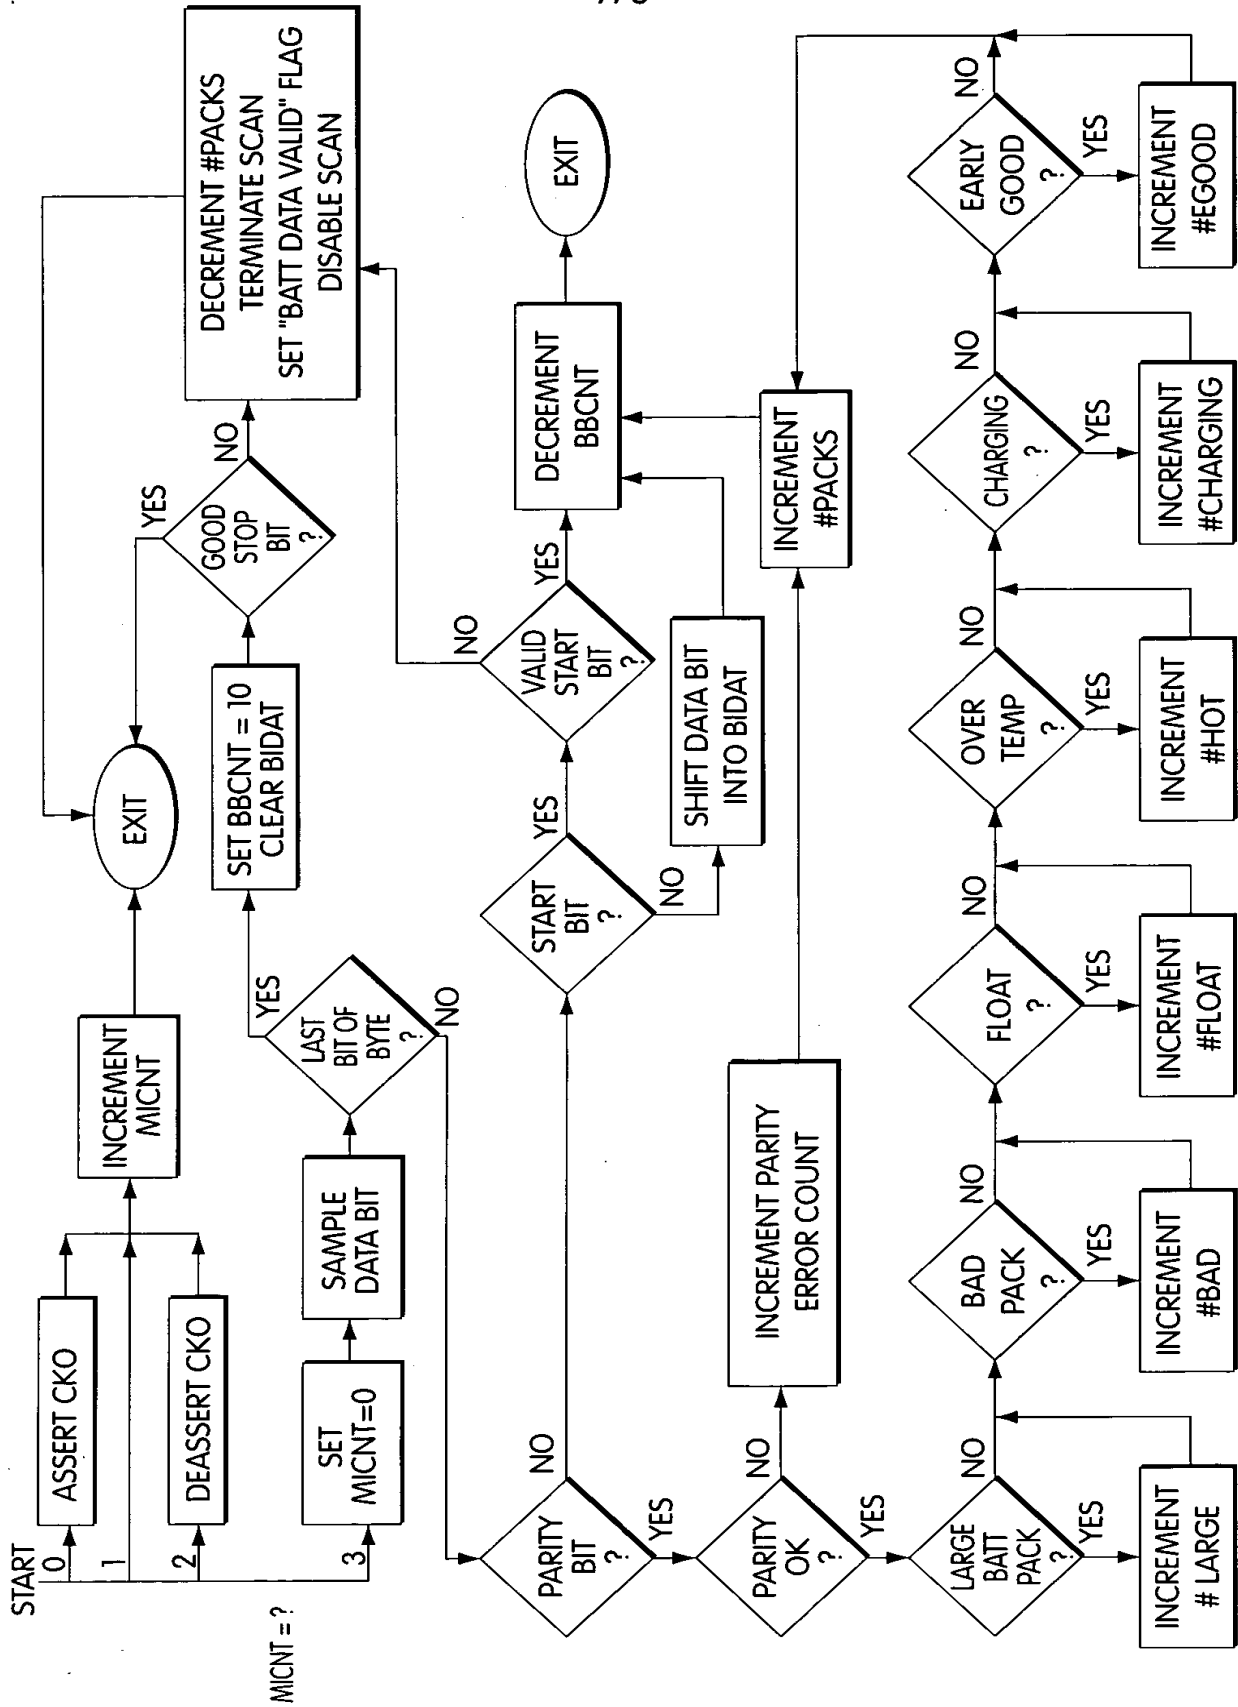 START
MICNT = ?
0
ASSERT CKO
1
2
DEASSERT CKO
INCREMENT
MICNT
EXIT
3
SET
MICNT=0
SAMPLE
DATA BIT
LAST
BIT OF
BYTE
?
YES
NO
SET BBCNT = 10
CLEAR BIDAT
GOOD
STOP
BIT
?
YES
NO
DECREMENT #PACKS
TERMINATE SCAN
SET "BATT DATA VALID" FLAG
DISABLE SCAN
PARITY
BIT
?
NO
YES
START
BIT
?
YES
NO
VALID
START
BIT
?
NO
YES
DECREMENT
BBCNT
EXIT
SHIFT DATA BIT
INTO BIDAT
PARITY
OK
?
NO
YES
INCREMENT PARITY
ERROR COUNT
INCREMENT
#PACKS
LARGE
BATT
PACK
?
NO
YES
INCREMENT
# LARGE
BAD
PACK
?
NO
YES
INCREMENT
#BAD
FLOAT
?
NO
YES
INCREMENT
#FLOAT
OVER
TEMP
?
NO
YES
INCREMENT
#HOT
CHARGING
?
NO
YES
INCREMENT
#CHARGING
EARLY
GOOD
?
NO
YES
INCREMENT
#EGOOD